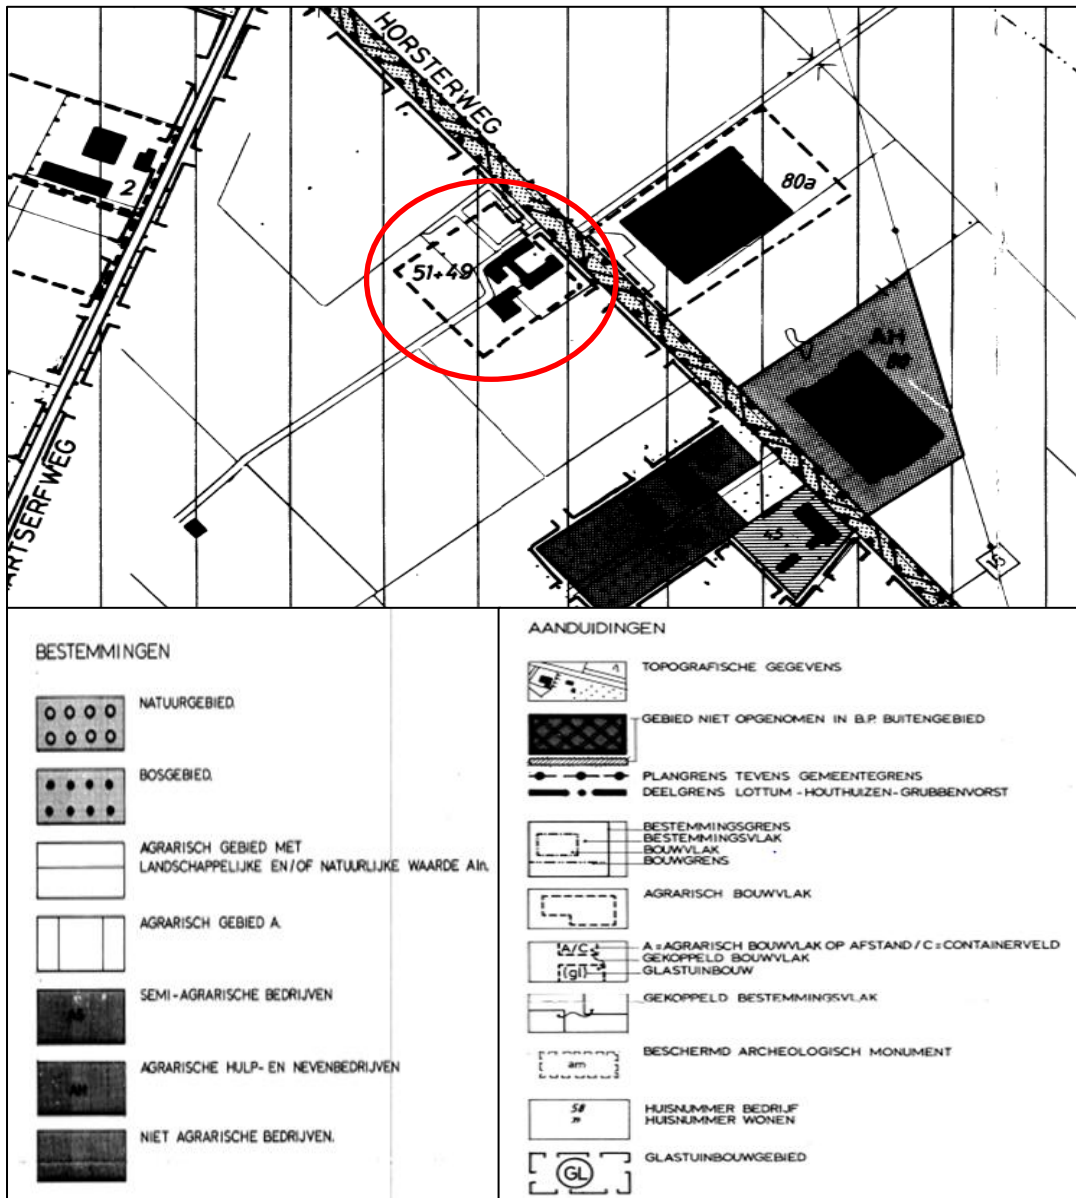 HORSTERWEG
2
51+49
80a
AH
45
ARTSERFWEG
BESTEMMINGEN
NATUURGEBIED.
BOSGEBIED.
AGRARISCH GEBIED MET
LANDSCHAPPELIJKE EN/OF NATUURLIJKE WAARDE Aln.
AGRARISCH GEBIED A.
SEMI-AGRARISCHE BEDRIJVEN
AGRARISCHE HULP- EN NEVENBEDRIJVEN
AH
NIET AGRARISCHE BEDRIJVEN.
AANDUIDINGEN
TOPOGRAFISCHE GEGEVENS
GEBIED NIET OPGENOMEN IN B.P. BUITENGEBIED
PLANGRENS TEVENS GEMEENTEGRENS
DEELGRENS LOTTUM-HOUTHUIZEN-GRUBBENVORST
BESTEMMINGSGRENS
BESTEMMINGSVLAK
BOUWVLAK
BOUWGRENS
AGRARISCH BOUWVLAK
A/C
A=AGRARISCH BOUWVLAK OP AFSTAND/C=CONTAINERVELD
GEKOPPELD BOUWVLAK
(gl)
GLASTUINBOUW
GEKOPPELD BESTEMMINGSVLAK
am
BESCHERMD ARCHEOLOGISCH MONUMENT
HUISNUMMER BEDRIJF
HUISNUMMER WONEN
GL
GLASTUINBOUWGEBIED